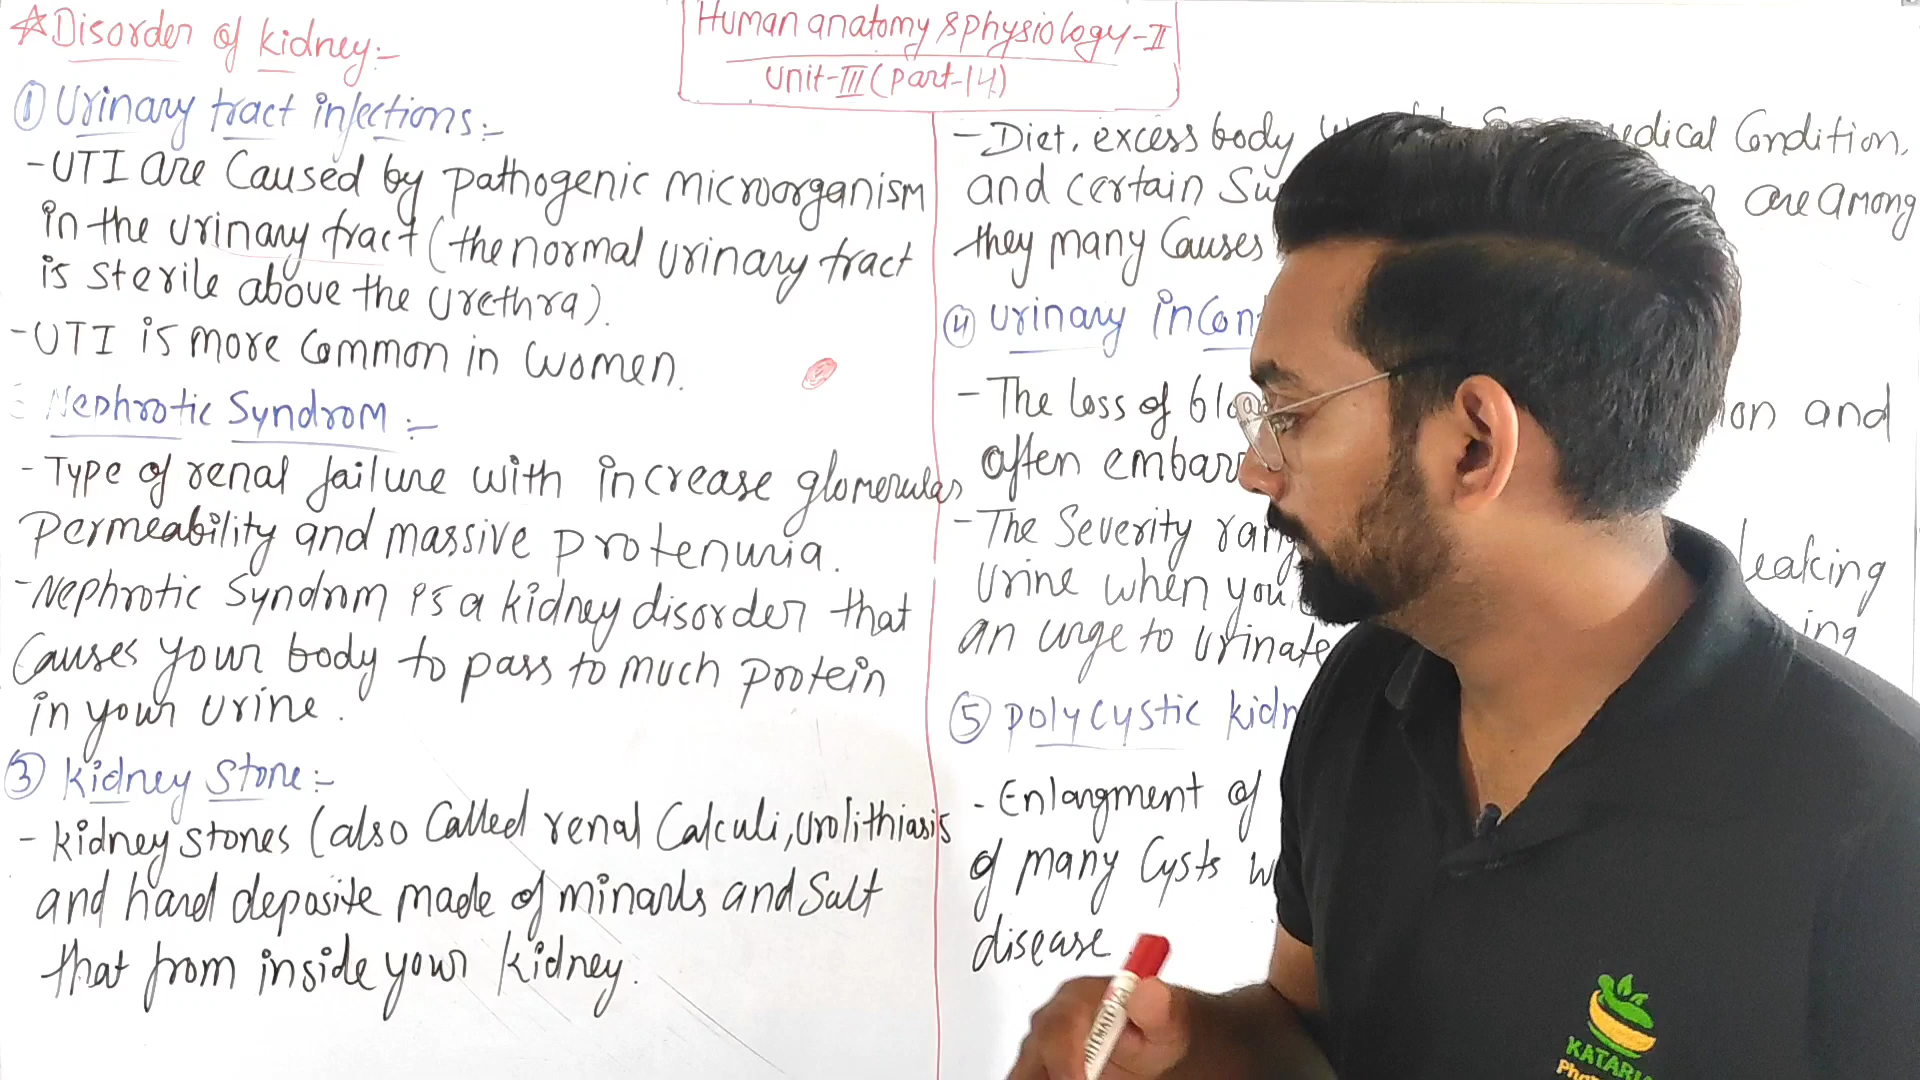 ☆Disorder of kidney:-
Human anatomy & physiology-II
Unit-III (Part-14)
① Urinary tract infections:-
- UTI are Caused by pathogenic microorganism
in the urinary tract (the normal urinary tract
is sterile above the urethra).
- UTI is more Common in women.
Nephrotic Syndrom:-
- Type of renal failure with increase glomerular
Permeability and massive protenuria.
- Nephrotic Syndrom is a kidney disorder that
Causes your body to pass to much protein
in your urine.
③ Kidney Stone:-
- Kidney stones (also Called renal Calculi, urolithiasis
and hard deposite made of minarls and Salt
that from inside your kidney.
- Diet, excess body Condition,
and certain are among
they many Causes
④ Urinary
- The loss of and
often
- The Severity leaking
urine when you
an urge to urinate
⑤ Polycystic
- Enlargment of
of many Cysts
disease
KATARIA